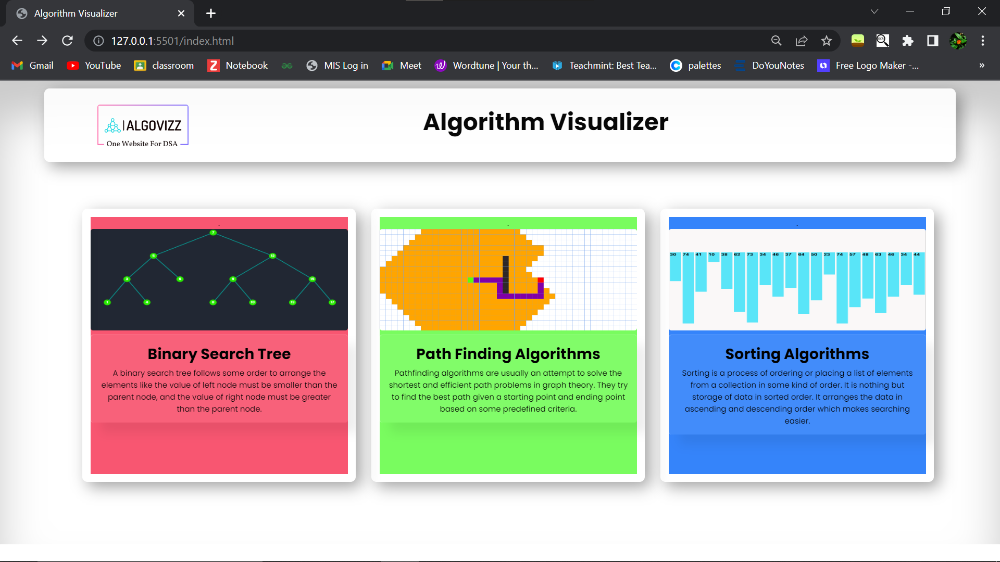 Algorithm Visualizer
127.0.0.1:5501/index.html
Gmail YouTube classroom Notebook MIS Log in Meet Wordtune | Your th... Teachmint: Best Tea... palettes DoYouNotes Free Logo Maker -... »
ALGOVIZZ
One Website For DSA
Algorithm Visualizer
Binary Search Tree
A binary search tree follows some order to arrange the
elements like the value of left node must be smaller than the
parent node, and the value of right node must be greater
than the parent node.
Path Finding Algorithms
Pathfinding algorithms are usually an attempt to solve the
shortest and efficient path problems in graph theory. They try
to find the best path given a starting point and ending point
based on some predefined criteria.
30 74 41 10 38 62 73 34 46 37 64 50 23 74 57 48 63 46 34 44
Sorting Algorithms
Sorting is a process of ordering or placing a list of elements
from a collection in some kind of order. It is nothing but
storage of data in sorted order. It arranges the data in
ascending and descending order which makes searching
easier.